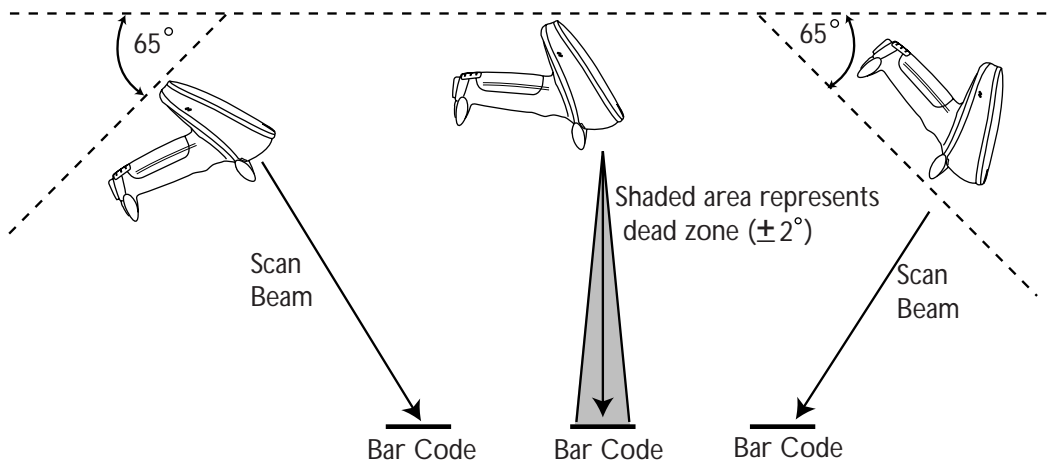 65°
65°
Shaded area represents
dead zone (± 2°)
Scan
Beam
Scan
Beam
Bar Code
Bar Code
Bar Code